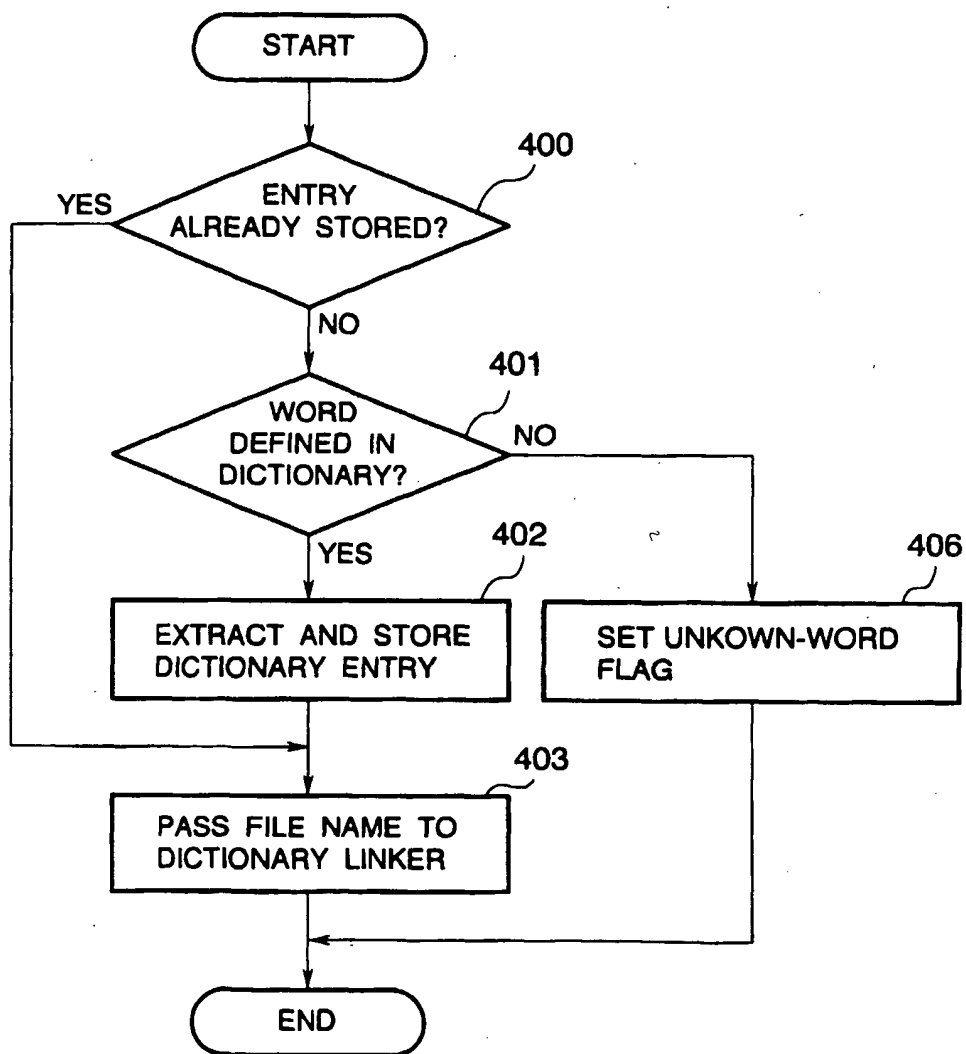 START
400
YES
ENTRY
ALREADY STORED?
NO
401
WORD
DEFINED IN
DICTIONARY?
NO
YES
402
406
EXTRACT AND STORE
DICTIONARY ENTRY
SET UNKOWN-WORD
FLAG
403
PASS FILE NAME TO
DICTIONARY LINKER
END